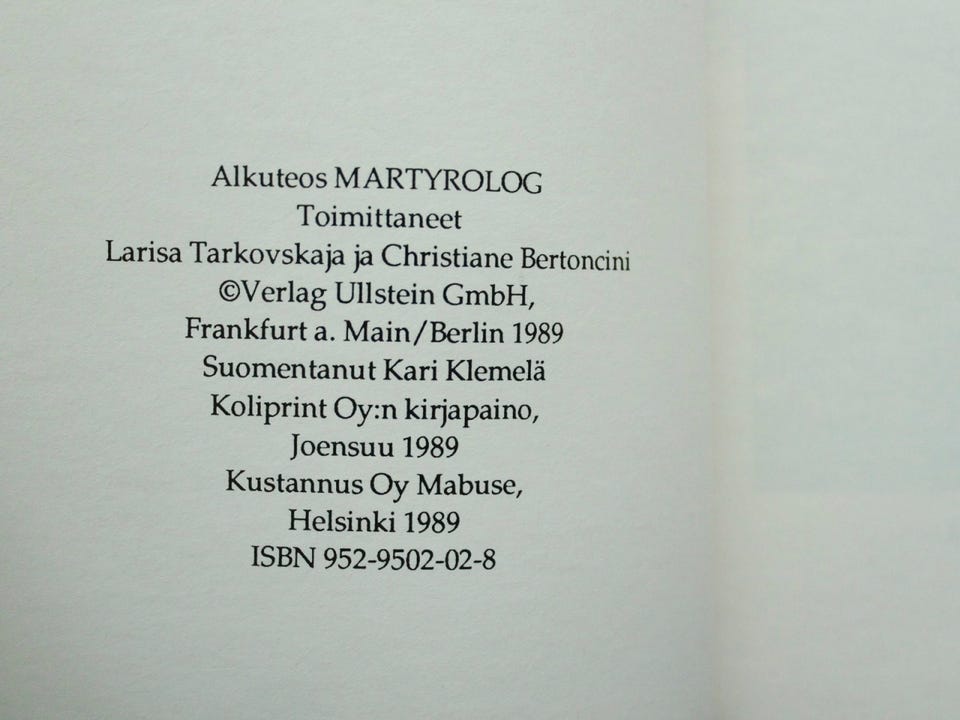 Alkuteos MARTYROLOG
Toimittaneet
Larisa Tarkovskaja ja Christiane Bertoncini
©Verlag Ullstein GmbH,
Frankfurt a. Main/Berlin 1989
Suomentanut Kari Klemelä
Koliprint Oy:n kirjapaino,
Joensuu 1989
Kustannus Oy Mabuse,
Helsinki 1989
ISBN 952-9502-02-8